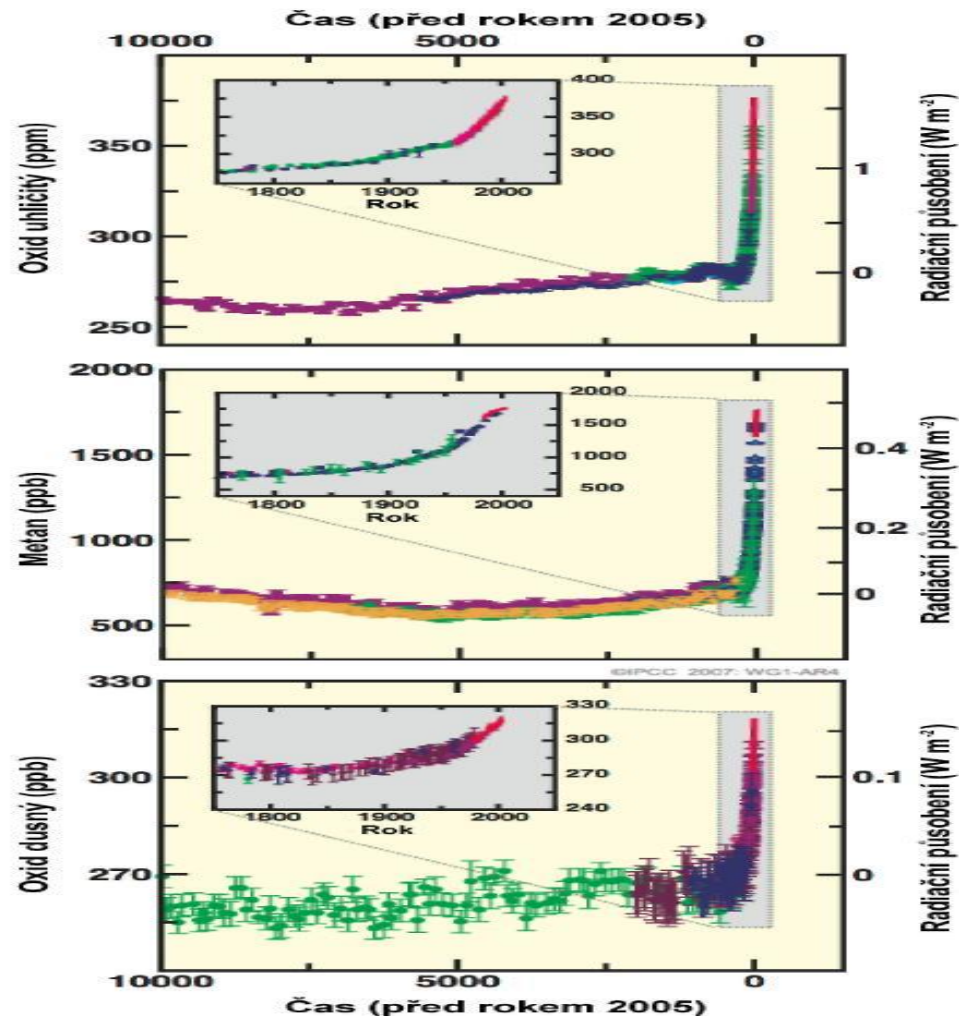 Čas (před rokem 2005)
10000 5000 0
Oxid uhličitý (ppm)
350
300
250
400
350
300
1800 1900 2000
Rok
1
0
Radiační působení (W m-2)
Metan (ppb)
2000
1500
1000
500
2000
1500
1000
500
1800 1900 2000
Rok
0.4
0.2
0
Radiační působení (W m-2)
©IPCC 2007: WG1-AR4
Oxid dusný (ppb)
330
300
270
330
300
270
240
1800 1900 2000
Rok
0.1
0
Radiační působení (W m-2)
10000 5000 0
Čas (před rokem 2005)